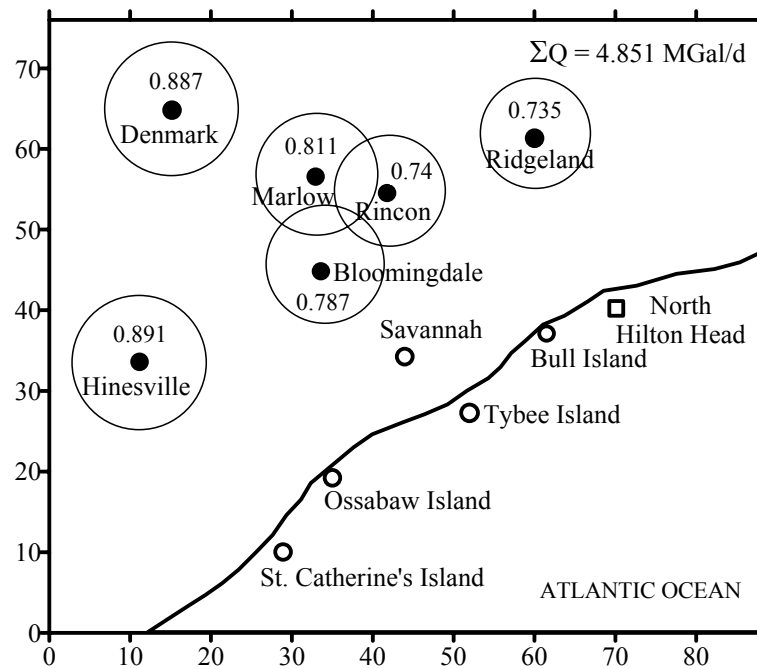 ΣQ = 4.851 MGal/d
70
0.887
Denmark
0.735
Ridgeland
60
0.811
Marlow
0.74
Rincon
50
Bloomingdale
0.787
40
North
Hilton Head
Savannah
Bull Island
0.891
Hinesville
30
Tybee Island
20
Ossabaw Island
10
St. Catherine's Island
ATLANTIC OCEAN
0
0 10 20 30 40 50 60 70 80